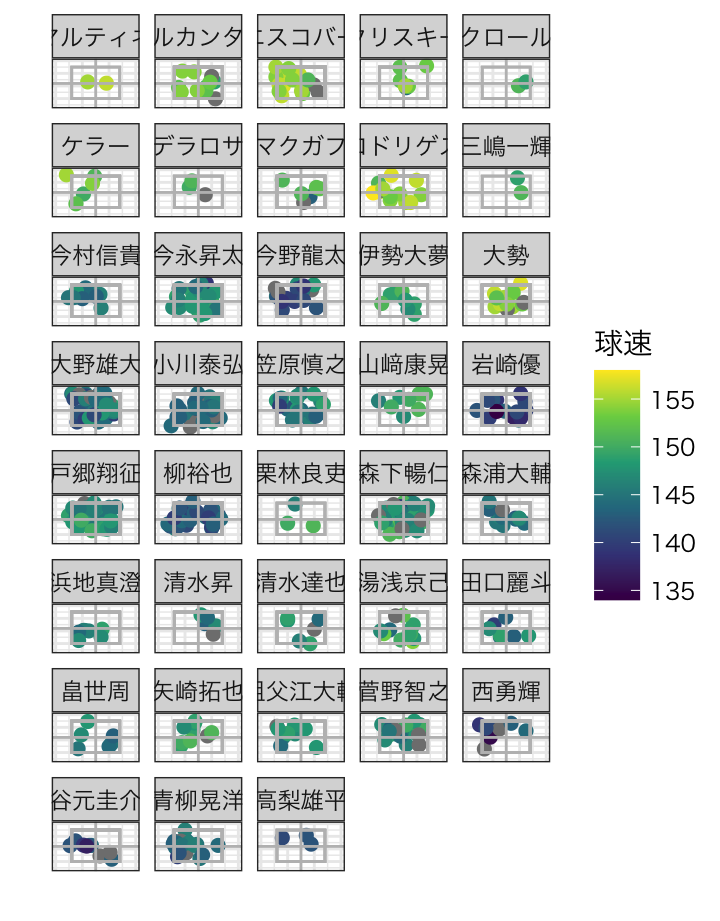 アルティネ
ルカンタ
エスコバー
クリスキー
クロール
ケラー
デラロサ
マクガフ
ロドリゲス
三嶋一輝
今村信貴
今永昇太
今野龍太
伊勢大夢
大勢
大野雄大
小川泰弘
笠原慎之
山﨑康晃
岩崎優
戸郷翔征
柳裕也
栗林良吏
森下暢仁
森浦大輔
浜地真澄
清水昇
清水達也
湯浅京己
田口麗斗
畠世周
矢崎拓也
祖父江大輔
菅野智之
西勇輝
谷元圭介
青柳晃洋
高梨雄平
球速
155
150
145
140
135